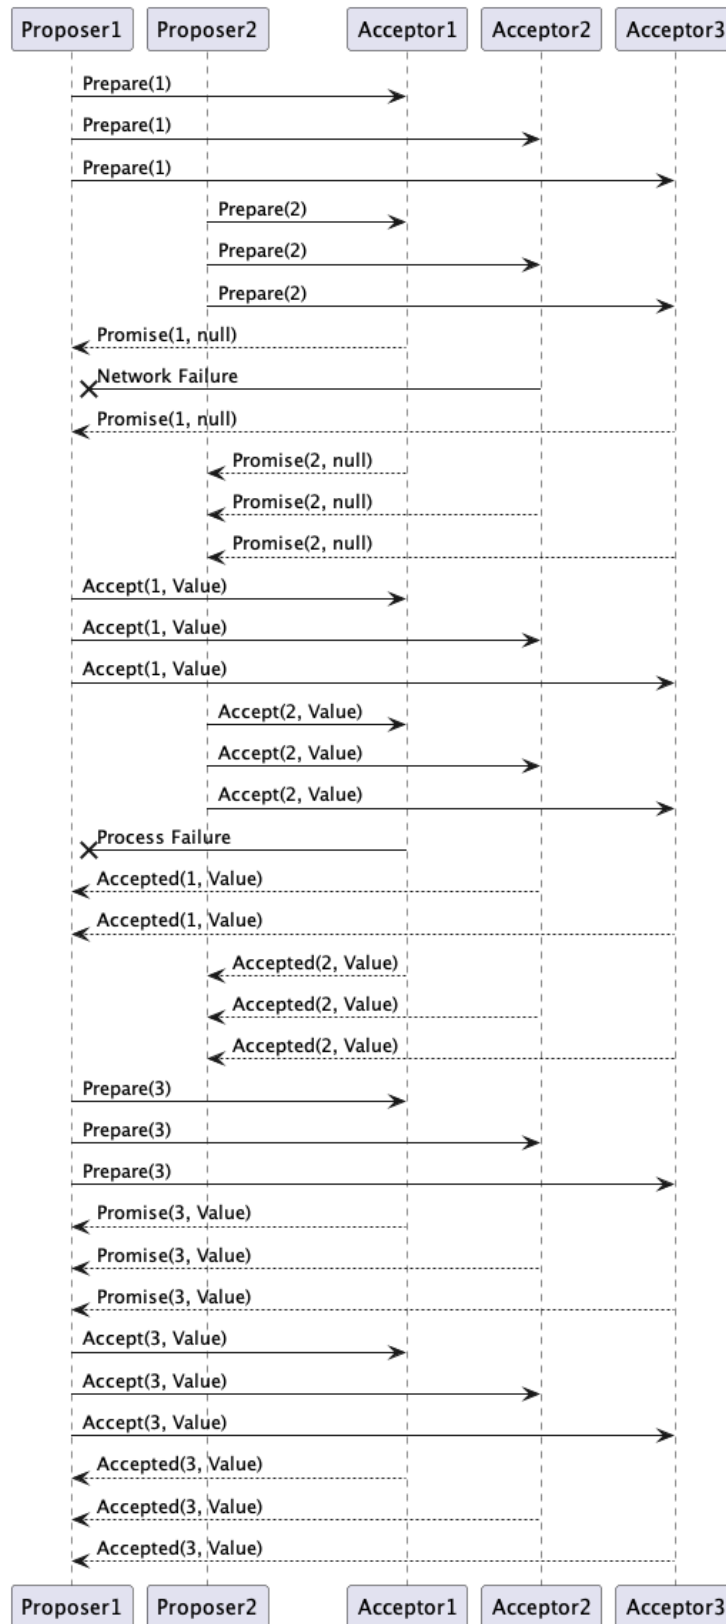 Proposer1 Proposer2 Acceptor1 Acceptor2 Acceptor3
Prepare(1)
Prepare(1)
Prepare(1)
Prepare(2)
Prepare(2)
Prepare(2)
Promise(1, null)
Network Failure
Promise(1, null)
Promise(2, null)
Promise(2, null)
Promise(2, null)
Accept(1, Value)
Accept(1, Value)
Accept(1, Value)
Accept(2, Value)
Accept(2, Value)
Accept(2, Value)
Process Failure
Accepted(1, Value)
Accepted(1, Value)
Accepted(2, Value)
Accepted(2, Value)
Accepted(2, Value)
Prepare(3)
Prepare(3)
Prepare(3)
Promise(3, Value)
Promise(3, Value)
Promise(3, Value)
Accept(3, Value)
Accept(3, Value)
Accept(3, Value)
Accepted(3, Value)
Accepted(3, Value)
Accepted(3, Value)
Proposer1 Proposer2 Acceptor1 Acceptor2 Acceptor3